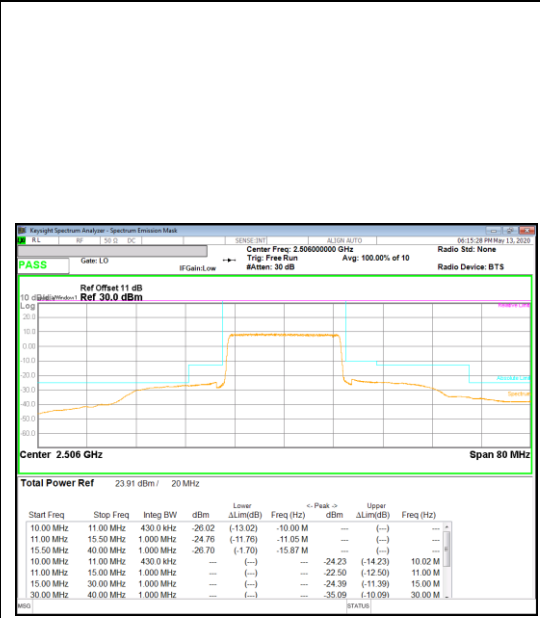 Keysight Spectrum Analyzer - Spectrum Emission Mask
RL RF 50 Ω DC SENSE:INT ALIGN AUTO 06:15:28 PM May 13, 2020
Center Freq: 2.506000000 GHz Radio Std: None
PASS Gate: LO Trig: Free Run Avg: 100.00% of 10
IFGain:Low #Atten: 30 dB Radio Device: BTS
Ref Offset 11 dB
10 dB/div Ref 30.0 dBm
Log Relative Limit
20.0
10.0
0.00
-10.0
-20.0 Absolute Limit
-30.0 Spectrum
-40.0
-50.0
-60.0
Center 2.506 GHz Span 80 MHz
Total Power Ref 23.91 dBm / 20 MHz
Lower <- Peak -> Upper
Start Freq Stop Freq Integ BW dBm ΔLim(dB) Freq (Hz) dBm ΔLim(dB) Freq (Hz)
10.00 MHz 11.00 MHz 430.0 kHz -26.02 (-13.02) -10.00 M --- (---) ---
11.00 MHz 15.50 MHz 1.000 MHz -24.76 (-11.76) -11.05 M --- (---) ---
15.50 MHz 40.00 MHz 1.000 MHz -26.70 (-1.70) -15.87 M --- (---) ---
10.00 MHz 11.00 MHz 430.0 kHz --- (---) --- -24.23 (-14.23) 10.02 M
11.00 MHz 15.00 MHz 1.000 MHz --- (---) --- -22.50 (-12.50) 11.00 M
15.00 MHz 30.00 MHz 1.000 MHz --- (---) --- -24.39 (-11.39) 15.00 M
30.00 MHz 40.00 MHz 1.000 MHz --- (---) --- -35.09 (-10.09) 30.00 M
MSG STATUS